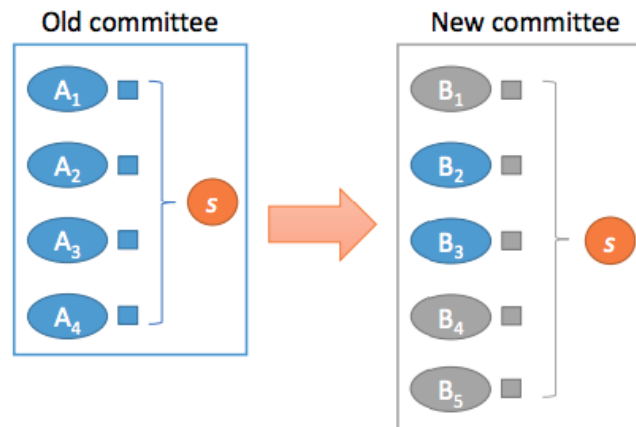 Old committee
A₁
A₂
A₃
A₄
s
New committee
B₁
B₂
B₃
B₄
B₅
s